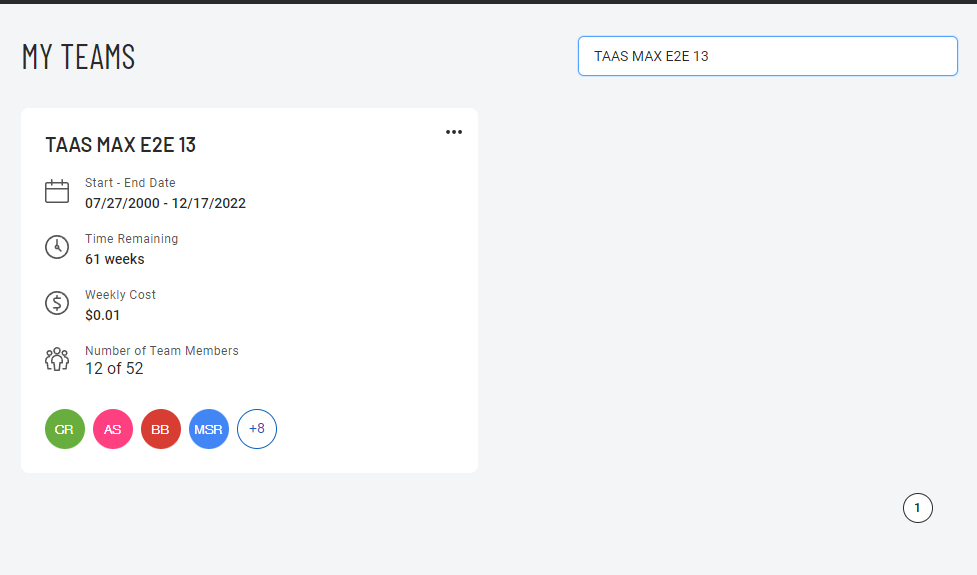 MY TEAMS
TAAS MAX E2E 13
TAAS MAX E2E 13
Start - End Date
07/27/2000 - 12/17/2022
Time Remaining
61 weeks
Weekly Cost
$0.01
Number of Team Members
12 of 52
GR AS BB MSR +8
1